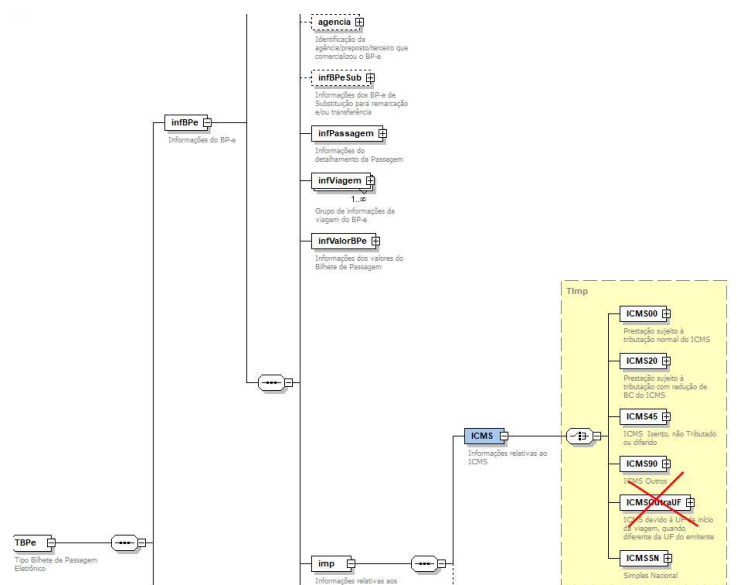 agencia
Identificação da
agência/preposto/terceiro que
comercializou o BP-e
infBPeSub
Informações dos BP-e de
Substituição para remarcação
e/ou transferência
infBPe
Informações do BP-e
infPassagem
Informações do
detalhamento da Passagem
infViagem
1..∞
Grupo de informações da
viagem do BP-e
infValorBPe
Informações dos valores do
Bilhete de Passagem
TImp
ICMS00
Prestação sujeito à
tributação normal do ICMS
ICMS20
Prestação sujeito à
tributação com redução de
BC do ICMS
ICMS
Informações relativas ao
ICMS
ICMS45
ICMS Isento, não Tributado
ou diferido
ICMS90
ICMS Outros
ICMSOutraUF
ICMS devido à UF de início
da viagem, quando
diferente da UF do emitente
ICMSSN
Simples Nacional
TBPe
Tipo Bilhete de Passagem
Eletrônico
imp
Informações relativas aos